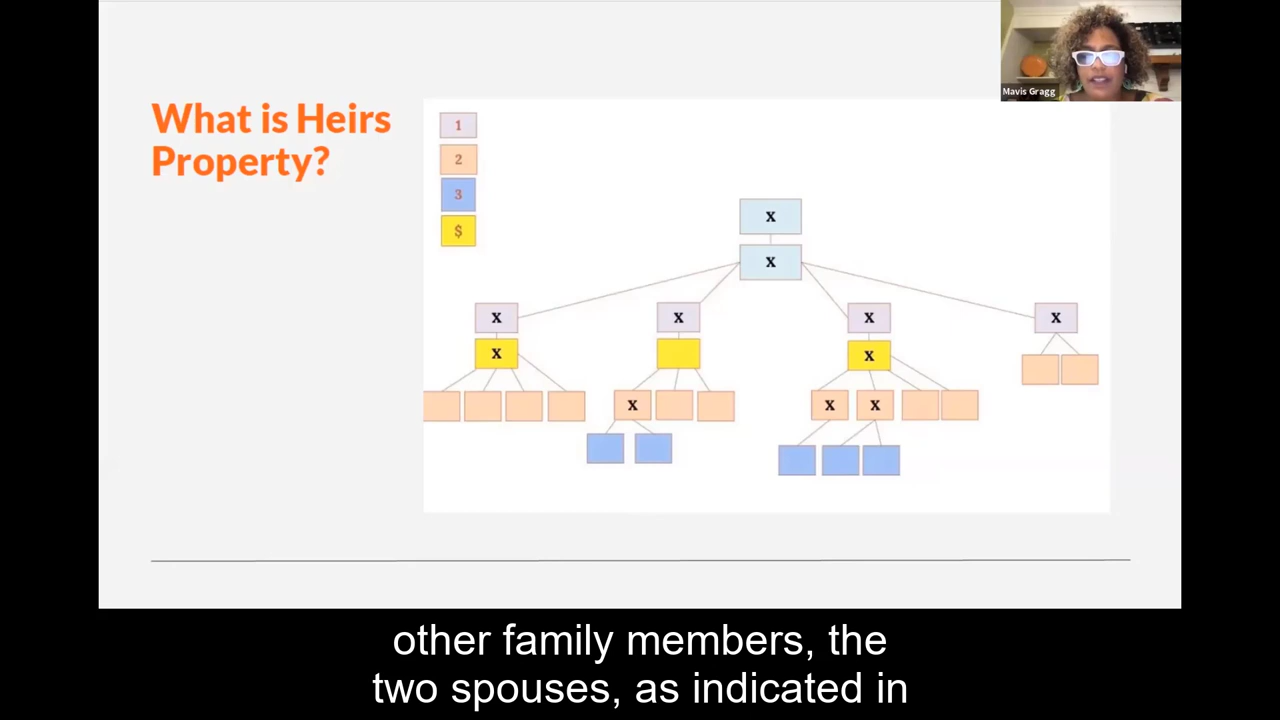 Mavis Gragg
What is Heirs
Property?
1
2
3
$
x
x
x
x
x
x
x
x
x
x
x
other family members, the
two spouses, as indicated in